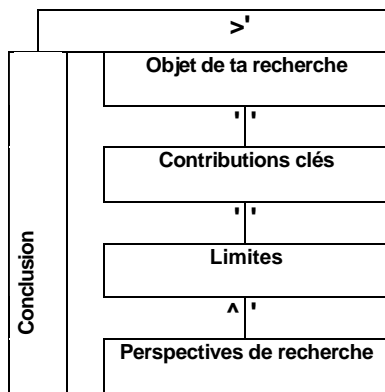 >'
Objet de ta recherche
' '
Contributions clés
' '
Limites
^ '
Perspectives de recherche
Conclusion